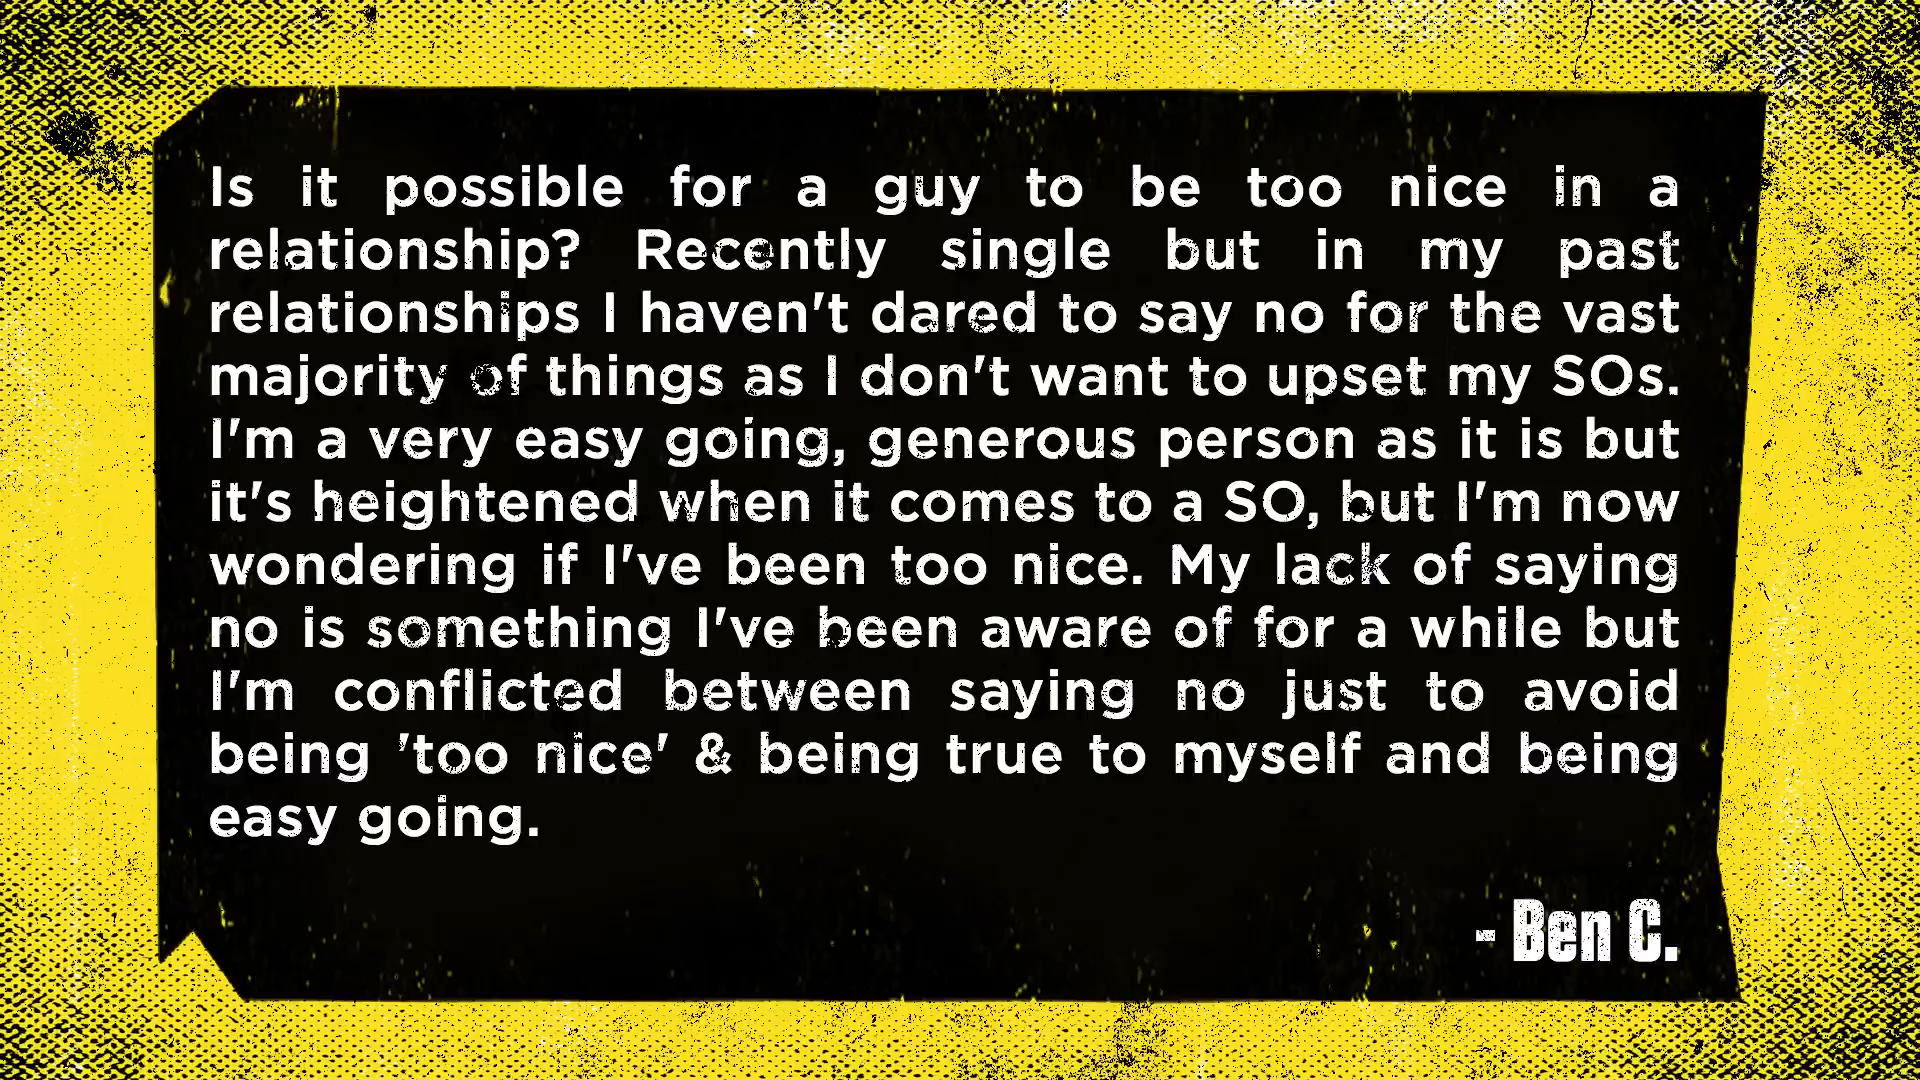 Is it possible for a guy to be too nice in a
relationship? Recently single but in my past
relationships I haven't dared to say no for the vast
majority of things as I don't want to upset my SOs.
I'm a very easy going, generous person as it is but
it's heightened when it comes to a SO, but I'm now
wondering if I've been too nice. My lack of saying
no is something I've been aware of for a while but
I'm conflicted between saying no just to avoid
being 'too nice' & being true to myself and being
easy going.
- Ben C.